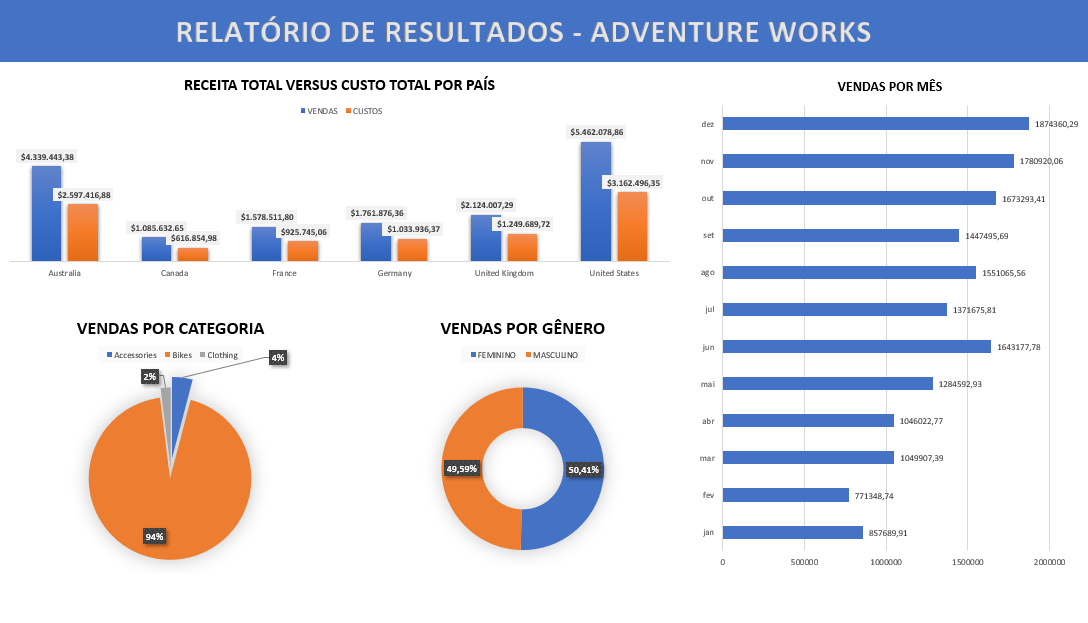 RELATÓRIO DE RESULTADOS - ADVENTURE WORKS
RECEITA TOTAL VERSUS CUSTO TOTAL POR PAÍS
VENDAS CUSTOS
$4.339.443,38
$2.597.416,88
$1.085.632,65
$616.854,98
$1.578.511,80
$925.745,06
$1.761.876,36
$1.033.936,37
$2.124.007,29
$1.249.689,72
$5.462.078,86
$3.162.496,35
Australia Canada France Germany United Kingdom United States
VENDAS POR CATEGORIA
Accessories Bikes Clothing
4%
2%
94%
VENDAS POR GÊNERO
FEMININO MASCULINO
49,59%
50,41%
VENDAS POR MÊS
dez 1874360,29
nov 1780920,06
out 1673293,41
set 1447495,69
ago 1551065,56
jul 1371675,81
jun 1643177,78
mai 1284592,93
abr 1046022,77
mar 1049907,39
fev 771348,74
jan 857689,91
0 500000 1000000 1500000 2000000